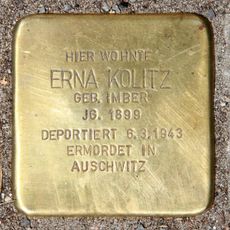 HIER WOHNTE
ERNA KOLITZ
GEB. IMBER
JG. 1899
DEPORTIERT 6.3.1943
ERMORDET IN
AUSCHWITZ